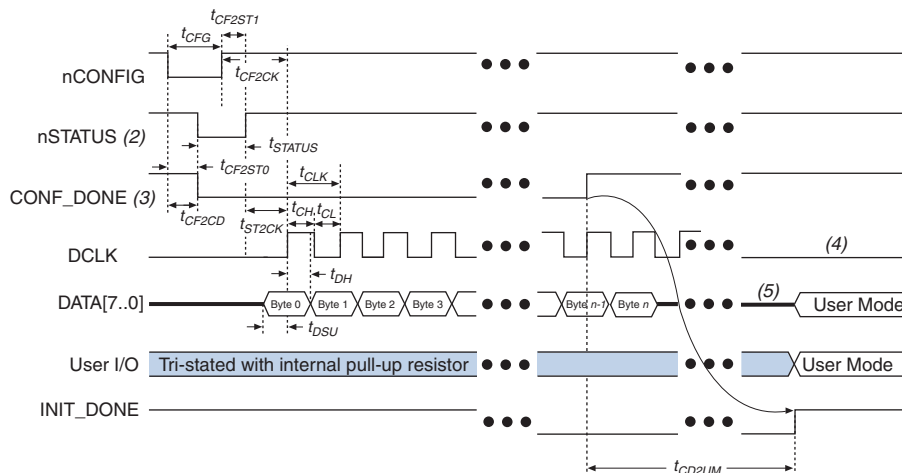 tCF2ST1
tCFG
nCONFIG
tCF2CK
nSTATUS (2)
tSTATUS
tCF2ST0
tCLK
CONF_DONE (3)
tCF2CD
tST2CK
tCH
tCL
DCLK
(4)
tDH
DATA[7..0]
Byte 0
Byte 1
Byte 2
Byte 3
Byte n-1
Byte n
(5)
User Mode
tDSU
User I/O
Tri-stated with internal pull-up resistor
User Mode
INIT_DONE
tCD2UM